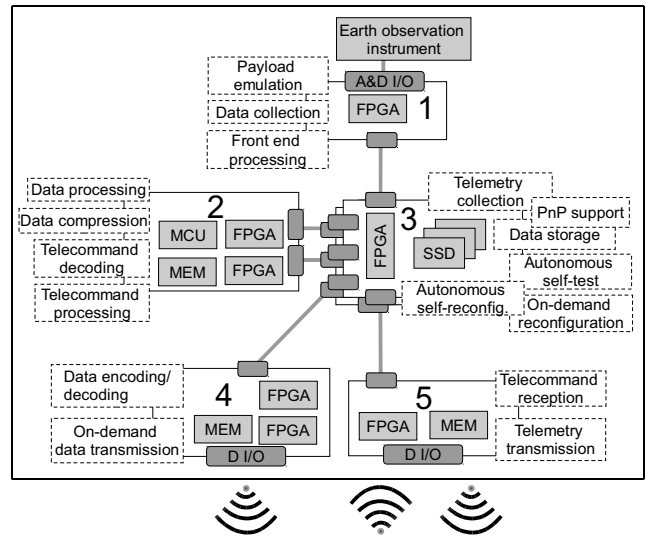 Earth observation
instrument
Payload
emulation
A&D I/O
Data collection
FPGA
1
Front end
processing
Data processing
Data compression
Telecommand
decoding
Telecommand
processing
2
MCU
FPGA
MEM
FPGA
3
FPGA
SSD
Telemetry
collection
PnP support
Data storage
Autonomous
self-test
Autonomous
self-reconfig.
On-demand
reconfiguration
Data encoding/
decoding
On-demand
data transmission
4
FPGA
MEM
FPGA
D I/O
5
FPGA
MEM
D I/O
Telecommand
reception
Telemetry
transmission